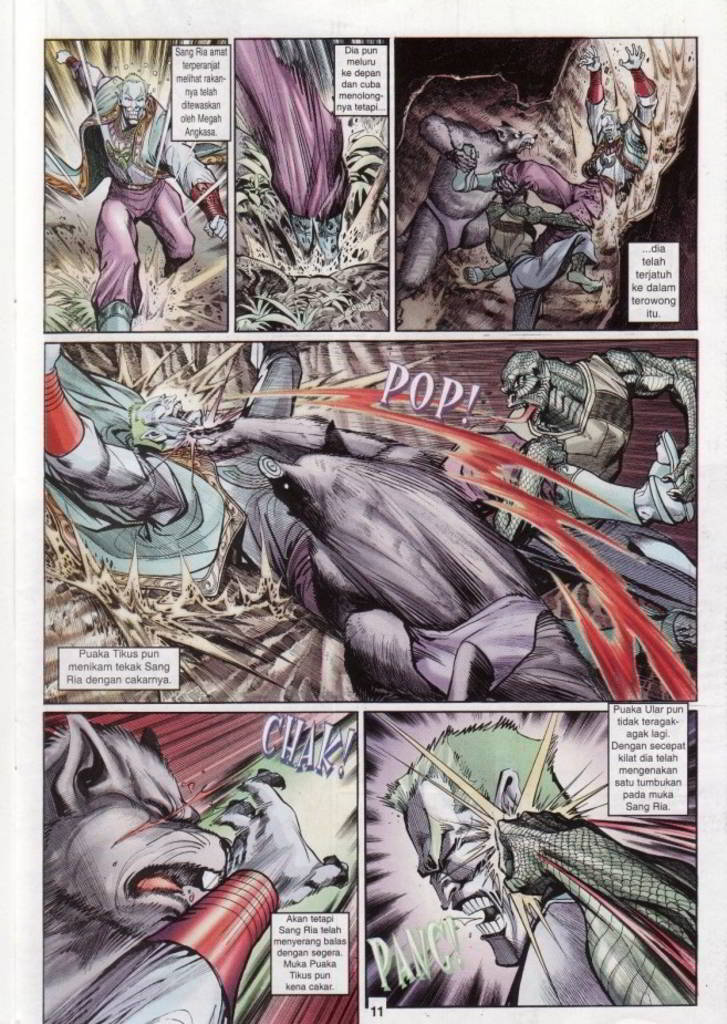 Sang Ria amat
terperanjat
melihat rakan-
nya telah
ditewaskan
oleh Megah
Angkasa.
Dia pun
meluru
ke depan
dan cuba
menolong-
nya tetapi...
...dia
telah
terjatuh
ke dalam
terowong
itu.
POP!
Puaka Tikus pun
menikam tekak Sang
Ria dengan cakarnya.
CHAK!
Akan tetapi
Sang Ria telah
menyerang balas
dengan segera.
Muka Puaka
Tikus pun
kena cakar.
Puaka Ular pun
tidak teragak-
agak lagi.
Dengan secepat
kilat dia telah
mengenakan
satu tumbukan
pada muka
Sang Ria.
PANG!
11